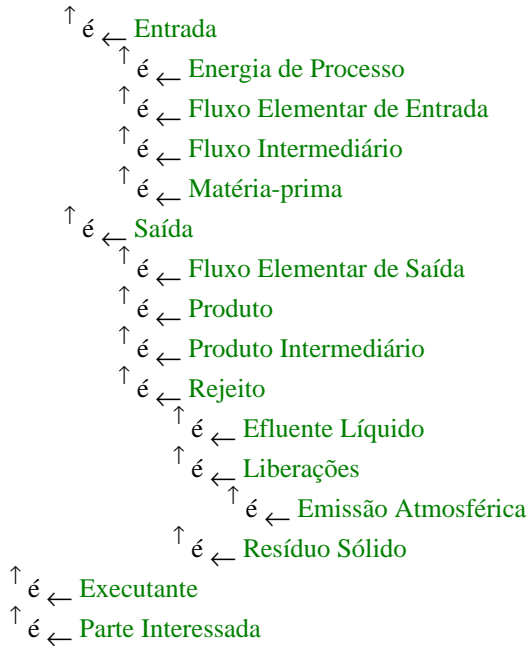 ↑ é ← Entrada
↑ é ← Energia de Processo
↑ é ← Fluxo Elementar de Entrada
↑ é ← Fluxo Intermediário
↑ é ← Matéria-prima
↑ é ← Saída
↑ é ← Fluxo Elementar de Saída
↑ é ← Produto
↑ é ← Produto Intermediário
↑ é ← Rejeito
↑ é ← Efluente Líquido
↑ é ← Liberações
↑ é ← Emissão Atmosférica
↑ é ← Resíduo Sólido
↑ é ← Executante
↑ é ← Parte Interessada